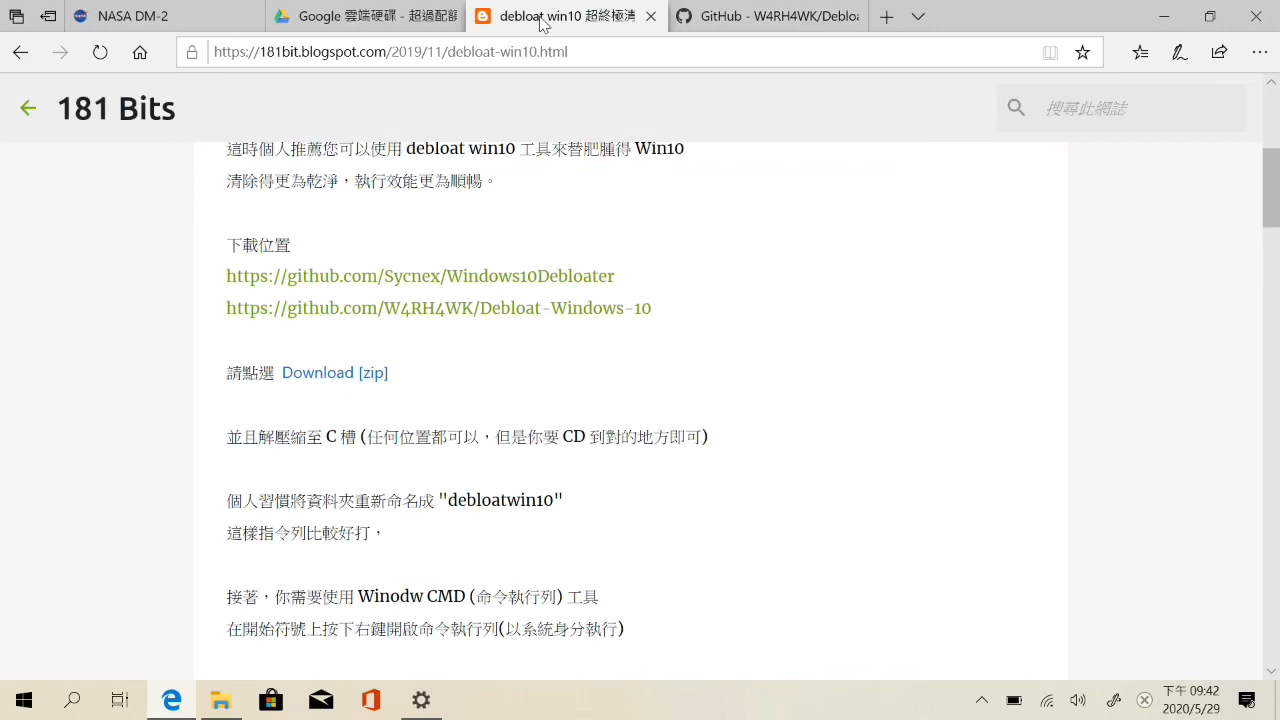 NASA DM-2
Google 雲端硬碟 - 超過配額
debloat win10 超終極清
GitHub - W4RH4WK/Deblo
https://181bit.blogspot.com/2019/11/debloat-win10.html
181 Bits
搜尋此網誌
這時個人推薦您可以使用 debloat win10 工具來替肥腫得 Win10
清除得更為乾淨，執行效能更為順暢。
下載位置
https://github.com/Sycnex/Windows10Debloater
https://github.com/W4RH4WK/Debloat-Windows-10
請點選 Download [zip]
並且解壓縮至 C 槽 (任何位置都可以，但是你要 CD 到對的地方即可)
個人習慣將資料夾重新命名成 "debloatwin10"
這樣指令列比較好打，
接著，你需要使用 Winodw CMD (命令執行列) 工具
在開始符號上按下右鍵開啟命令執行列(以系統身分執行)
下午 09:42
2020/5/29